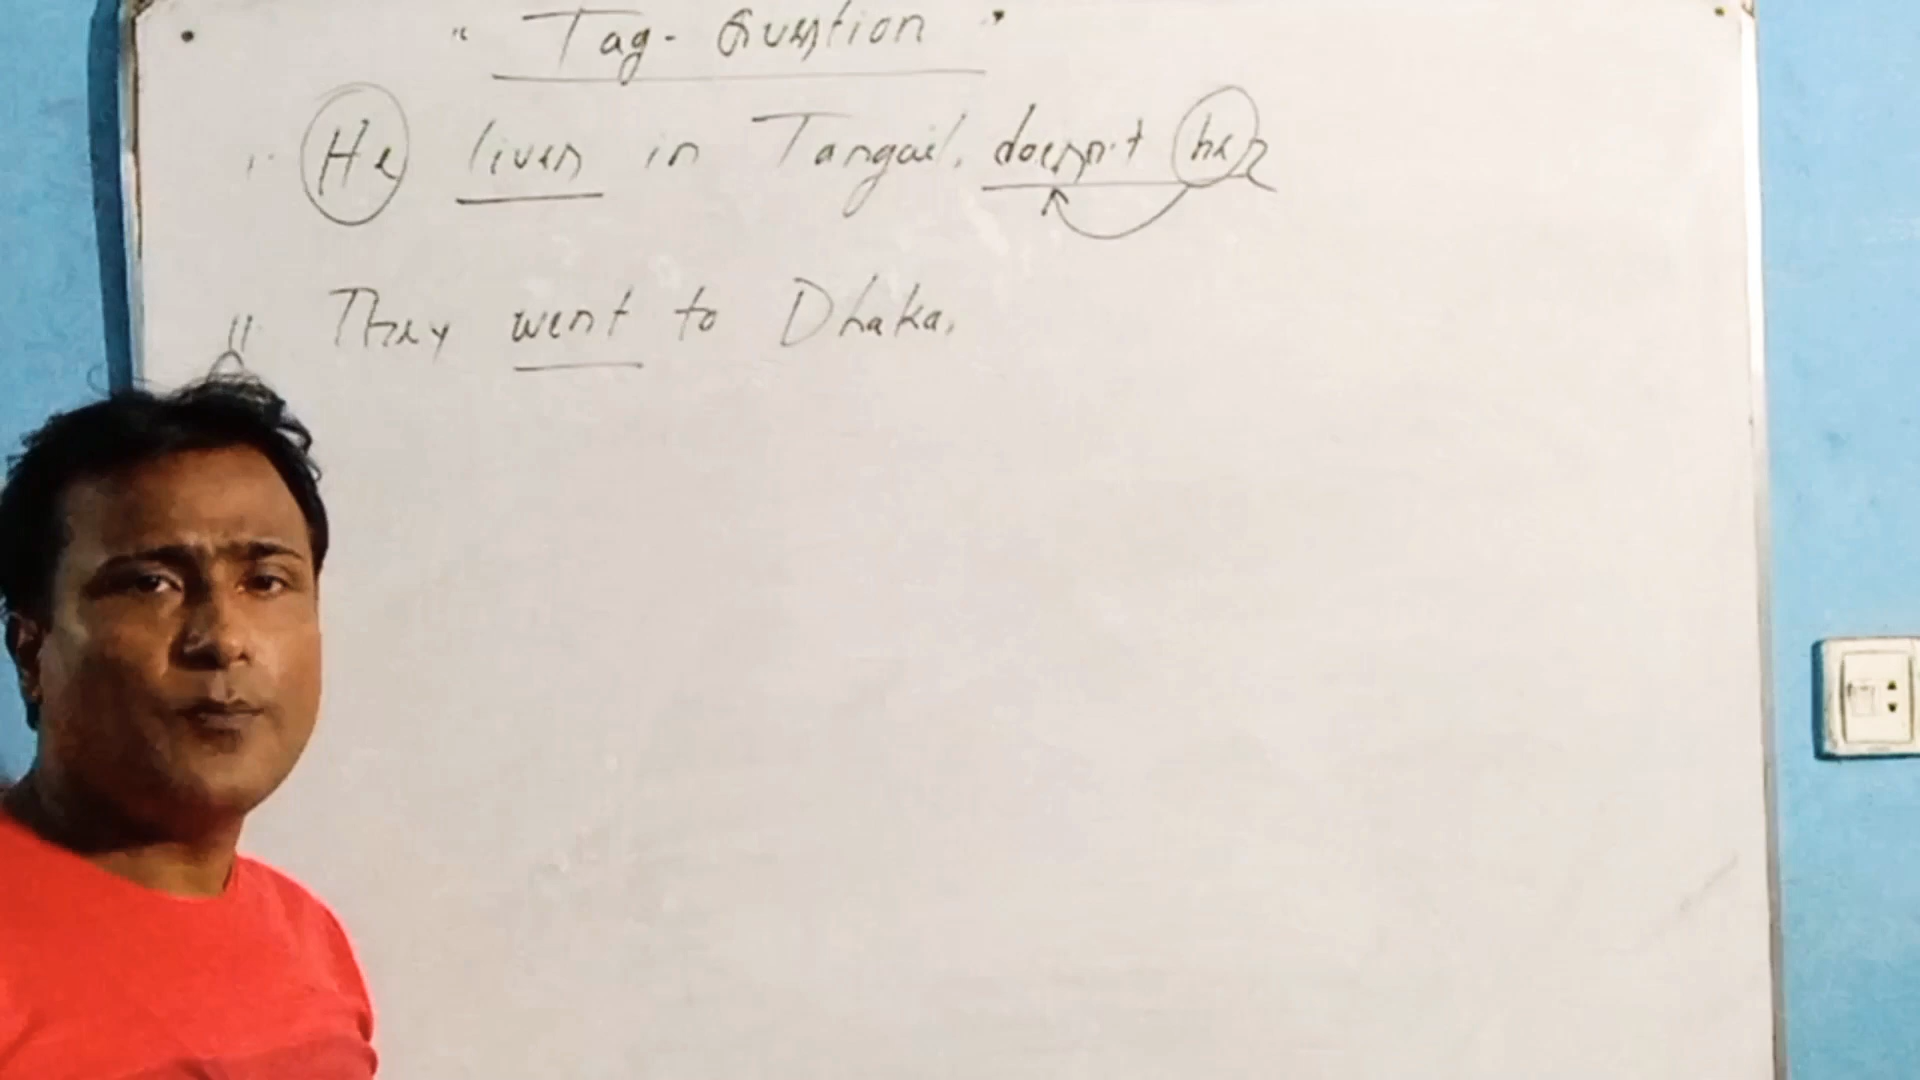 " Tag-Question "
i. He lives in Tangail, doesn't he?
ii. They went to Dhaka.